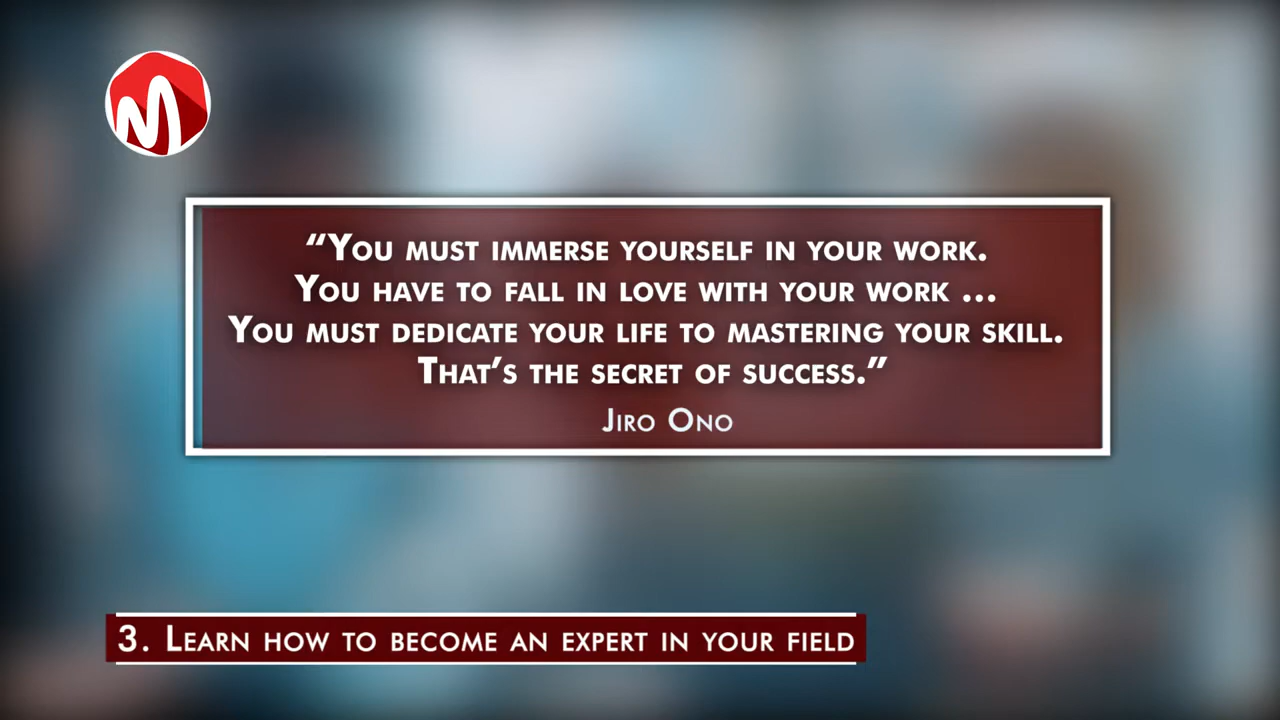 “You must immerse yourself in your work.
You have to fall in love with your work ...
You must dedicate your life to mastering your skill.
That’s the secret of success.”
Jiro Ono
3. Learn how to become an expert in your field